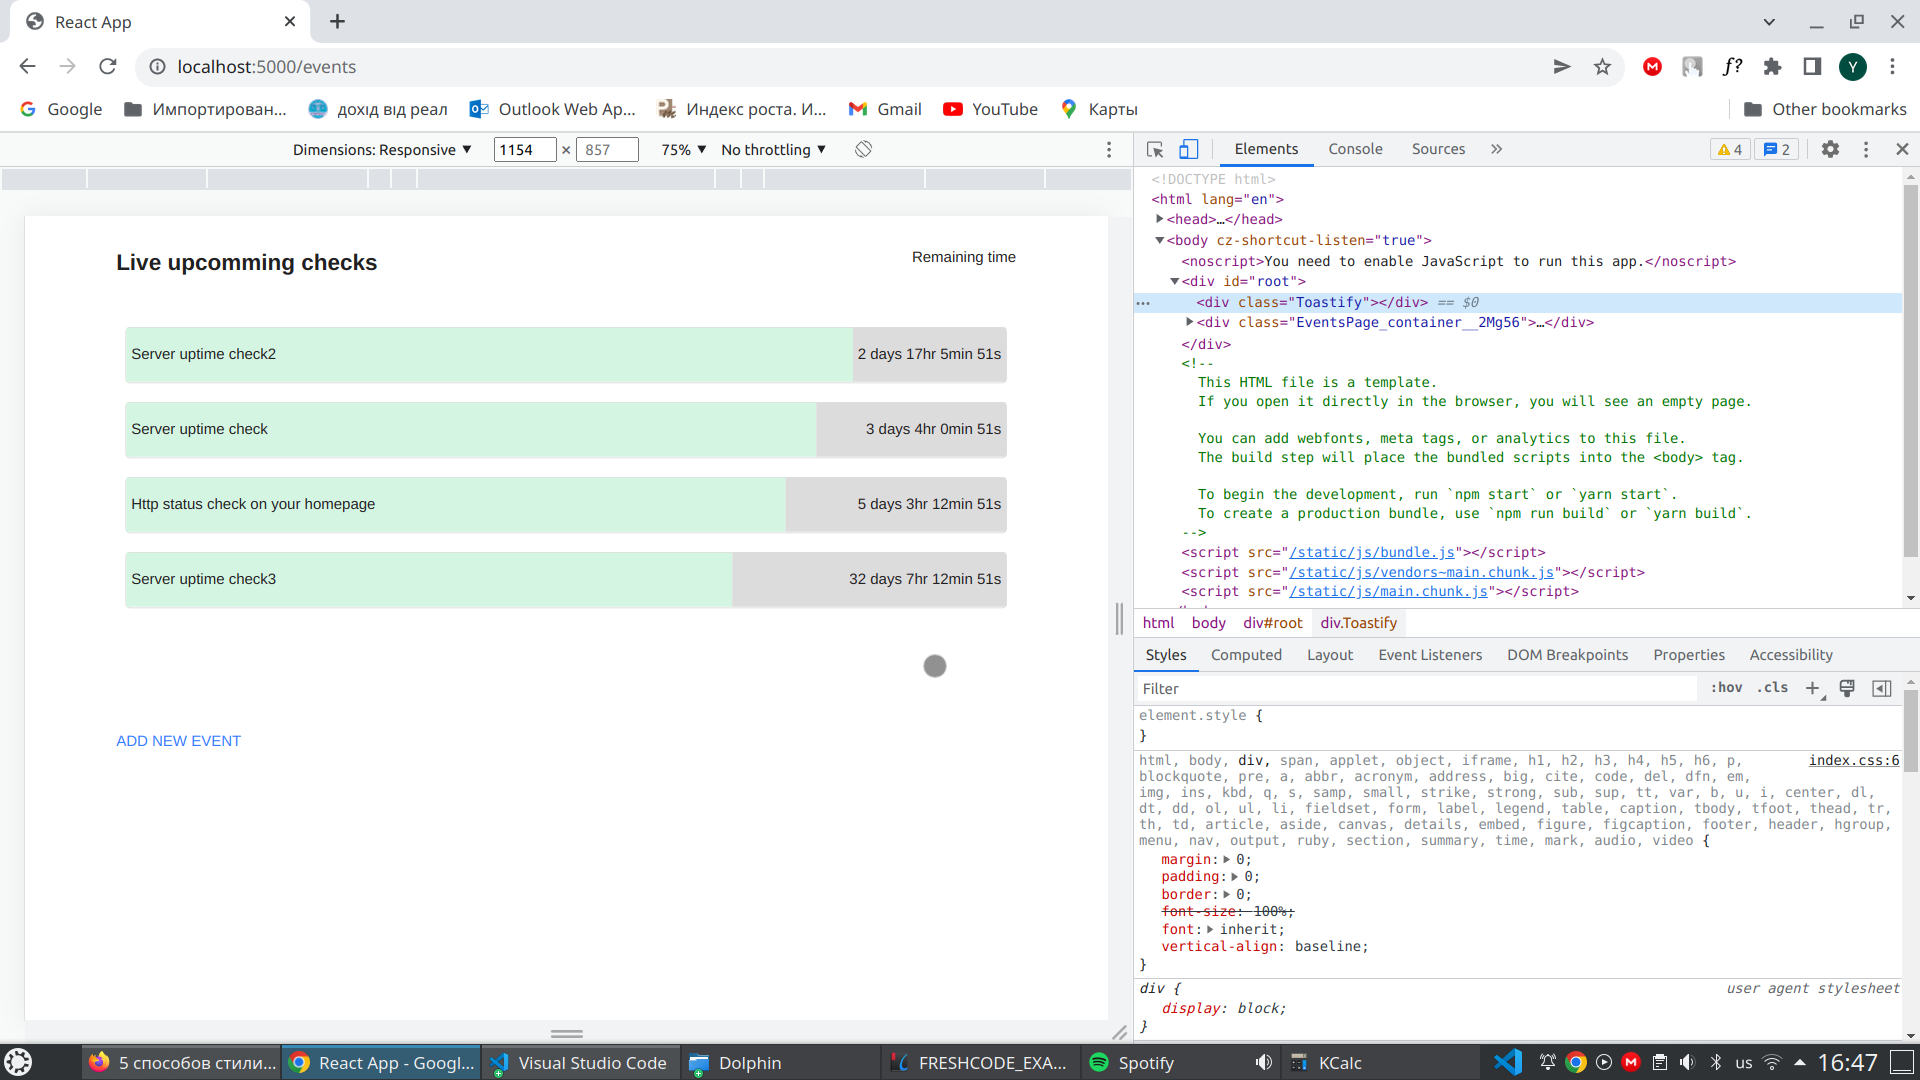 React App
localhost:5000/events
M
f?
Y
Google
Импортирован...
дохід від реал
Outlook Web Ap...
Индекс роста. И...
Gmail
YouTube
Карты
Other bookmarks
Dimensions: Responsive ▼
1154 × 857
75% ▼
No throttling ▼
Elements
Console
Sources
»
4
2
Live upcomming checks
Remaining time
Server uptime check2
2 days 17hr 5min 51s
Server uptime check
3 days 4hr 0min 51s
Http status check on your homepage
5 days 3hr 12min 51s
Server uptime check3
32 days 7hr 12min 51s
ADD NEW EVENT
<!DOCTYPE html>
<html lang="en">
<head>…</head>
<body cz-shortcut-listen="true">
<noscript>You need to enable JavaScript to run this app.</noscript>
<div id="root">
<div class="Toastify"></div> == $0
<div class="EventsPage_container__2Mg56">…</div>
</div>
<!--
This HTML file is a template.
If you open it directly in the browser, you will see an empty page.
You can add webfonts, meta tags, or analytics to this file.
The build step will place the bundled scripts into the <body> tag.
To begin the development, run `npm start` or `yarn start`.
To create a production bundle, use `npm run build` or `yarn build`.
-->
<script src="/static/js/bundle.js"></script>
<script src="/static/js/vendors~main.chunk.js"></script>
<script src="/static/js/main.chunk.js"></script>
html body div#root div.Toastify
Styles Computed Layout Event Listeners DOM Breakpoints Properties Accessibility
Filter
:hov .cls
element.style {
}
html, body, div, span, applet, object, iframe, h1, h2, h3, h4, h5, h6, p,
index.css:6
blockquote, pre, a, abbr, acronym, address, big, cite, code, del, dfn, em,
img, ins, kbd, q, s, samp, small, strike, strong, sub, sup, tt, var, b, u, i, center, dl,
dt, dd, ol, ul, li, fieldset, form, label, legend, table, caption, tbody, tfoot, thead, tr,
th, td, article, aside, canvas, details, embed, figure, figcaption, footer, header, hgroup,
menu, nav, output, ruby, section, summary, time, mark, audio, video {
margin: 0;
padding: 0;
border: 0;
font-size: 100%;
font: inherit;
vertical-align: baseline;
}
div {
user agent stylesheet
display: block;
}
5 способов стили...
React App - Googl...
Visual Studio Code
Dolphin
FRESHCODE_EXA...
Spotify
KCalc
M
us
16:47